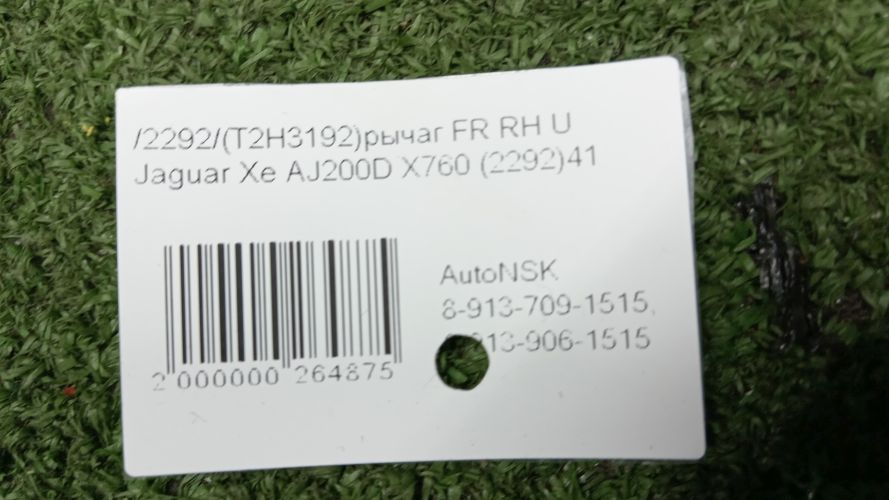 /2292/(T2H3192)рычаг FR RH U
Jaguar Xe AJ200D X760 (2292)41
AutoNSK
8-913-709-1515,
13-906-1515
2 000000 264875